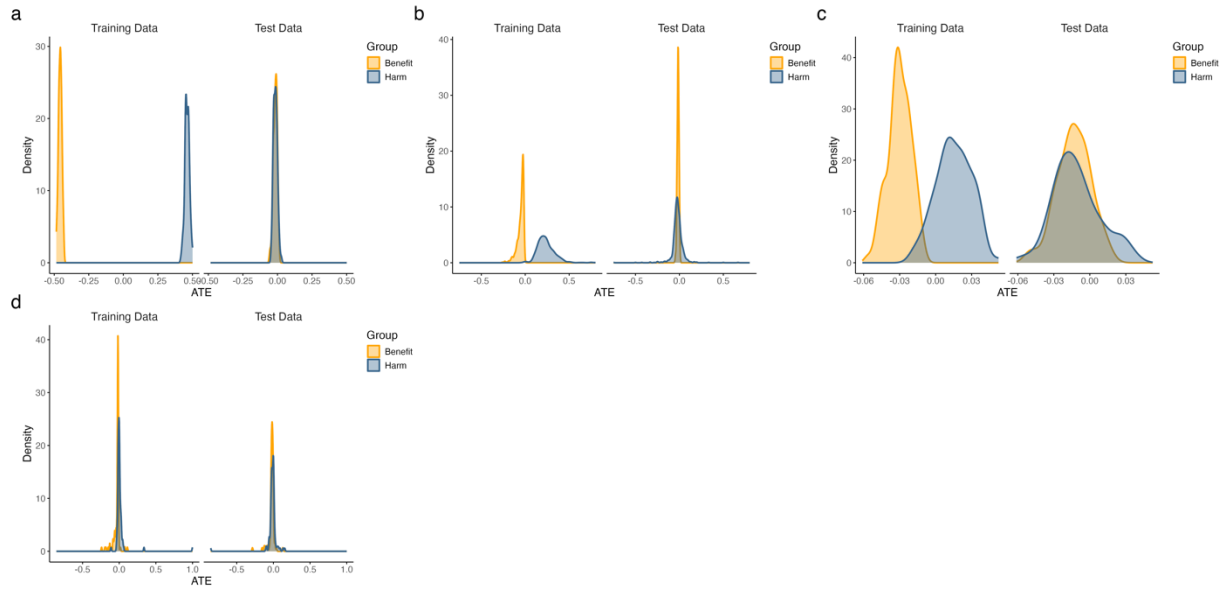 a
Training Data Test Data
Group
Benefit
Harm
Density
30
20
10
0
-0.50 -0.25 0.00 0.25 0.50 -0.50 -0.25 0.00 0.25 0.50
ATE
b
Training Data Test Data
Group
Benefit
Harm
Density
40
30
20
10
0
-0.5 0.0 0.5 -0.5 0.0 0.5
ATE
c
Training Data Test Data
Group
Benefit
Harm
Density
40
30
20
10
0
-0.06 -0.03 0.00 0.03 -0.06 -0.03 0.00 0.03
ATE
d
Training Data Test Data
Group
Benefit
Harm
Density
40
30
20
10
0
-0.5 0.0 0.5 1.0 -0.5 0.0 0.5 1.0
ATE